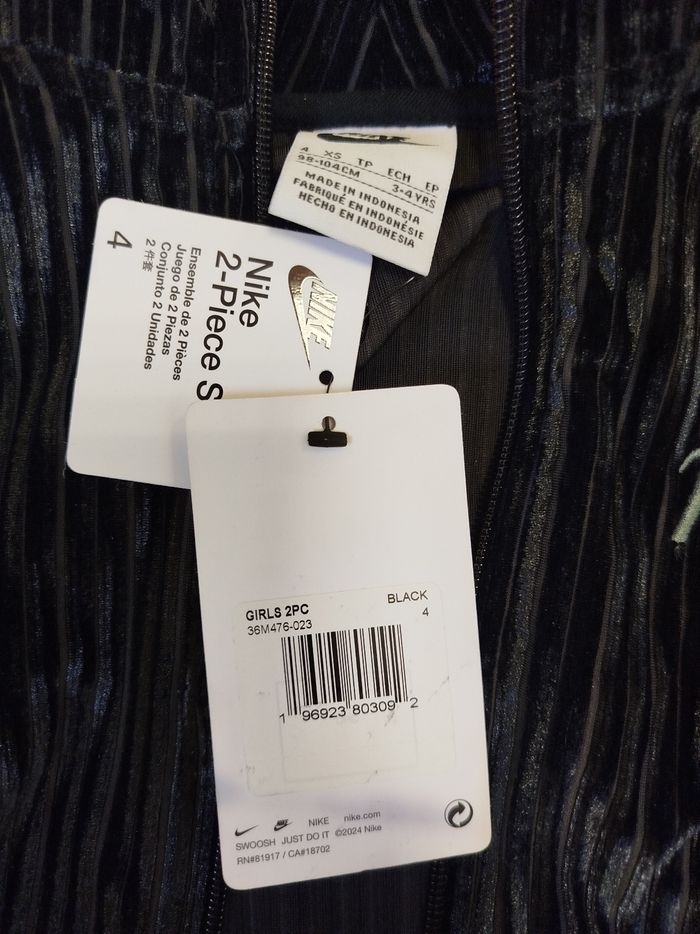 4 XS TP ECH EP
98-104CM 3-4 YRS
MADE IN INDONESIA
FABRIQUÉ EN INDONÉSIE
HECHO EN INDONESIA
NIKE
Nike
2-Piece S
Ensemble de 2 Pièces
Juego de 2 Piezas
Conjunto 2 Unidades
2 件套
4
GIRLS 2PC BLACK
36M476-023 4
1 96923 80309 2
NIKE nike.com
SWOOSH JUST DO IT ©2024 Nike
RN#81917 / CA#18702